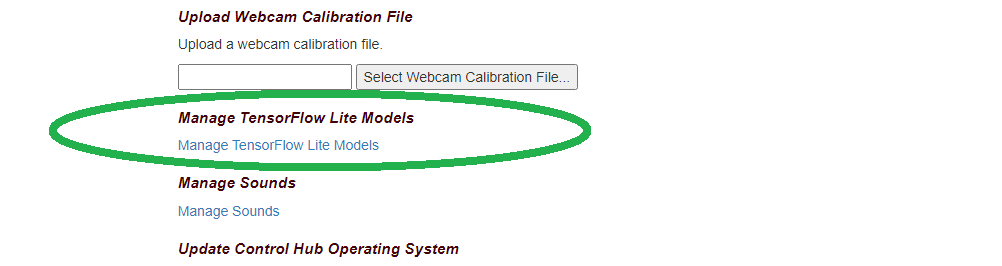 Upload Webcam Calibration File
Upload a webcam calibration file.
Select Webcam Calibration File...
Manage TensorFlow Lite Models
Manage TensorFlow Lite Models
Manage Sounds
Manage Sounds
Update Control Hub Operating System